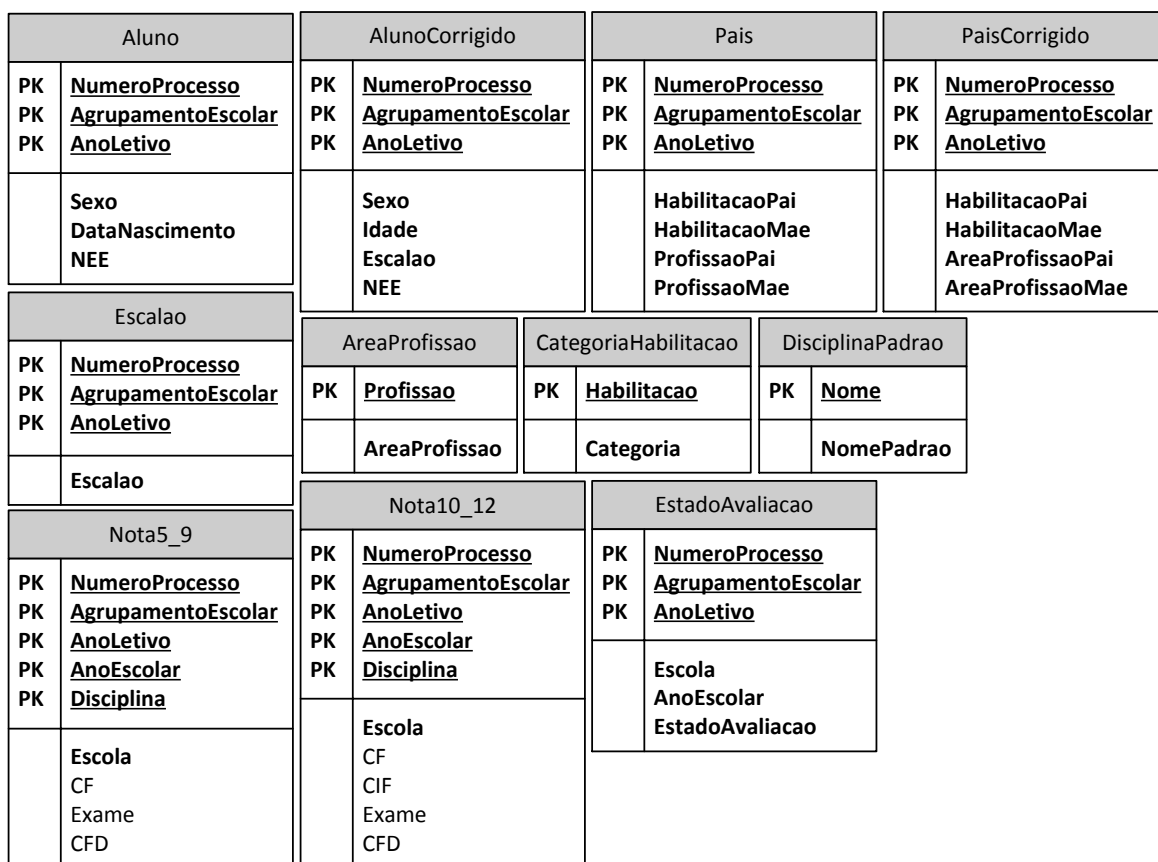 Aluno
PK NumeroProcesso
PK AgrupamentoEscolar
PK AnoLetivo
Sexo
DataNascimento
NEE
AlunoCorrigido
PK NumeroProcesso
PK AgrupamentoEscolar
PK AnoLetivo
Sexo
Idade
Escalao
NEE
Pais
PK NumeroProcesso
PK AgrupamentoEscolar
PK AnoLetivo
HabilitacaoPai
HabilitacaoMae
ProfissaoPai
ProfissaoMae
PaisCorrigido
PK NumeroProcesso
PK AgrupamentoEscolar
PK AnoLetivo
HabilitacaoPai
HabilitacaoMae
AreaProfissaoPai
AreaProfissaoMae
Escalao
PK NumeroProcesso
PK AgrupamentoEscolar
PK AnoLetivo
Escalao
AreaProfissao
PK Profissao
AreaProfissao
CategoriaHabilitacao
PK Habilitacao
Categoria
DisciplinaPadrao
PK Nome
NomePadrao
Nota5_9
PK NumeroProcesso
PK AgrupamentoEscolar
PK AnoLetivo
PK AnoEscolar
PK Disciplina
Escola
CF
Exame
CFD
Nota10_12
PK NumeroProcesso
PK AgrupamentoEscolar
PK AnoLetivo
PK AnoEscolar
PK Disciplina
Escola
CF
CIF
Exame
CFD
EstadoAvaliacao
PK NumeroProcesso
PK AgrupamentoEscolar
PK AnoLetivo
Escola
AnoEscolar
EstadoAvaliacao